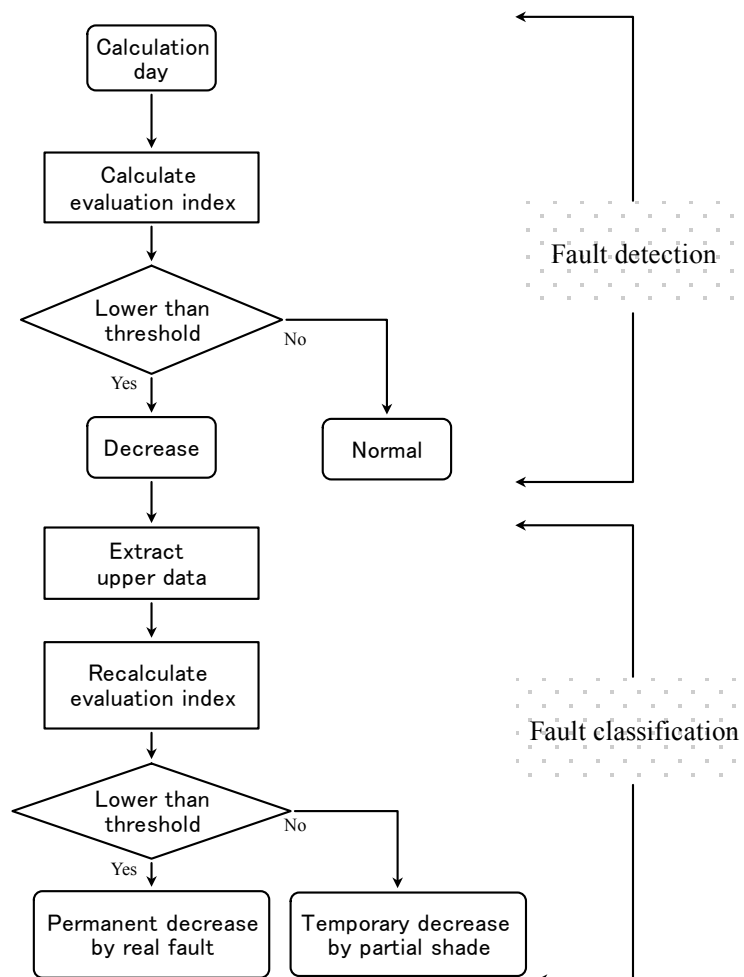 Calculation
day
Calculate
evaluation index
Fault detection
Lower than
threshold
No
Yes
Decrease
Normal
Extract
upper data
Recalculate
evaluation index
Fault classification
Lower than
threshold
No
Yes
Permanent decrease
by real fault
Temporary decrease
by partial shade